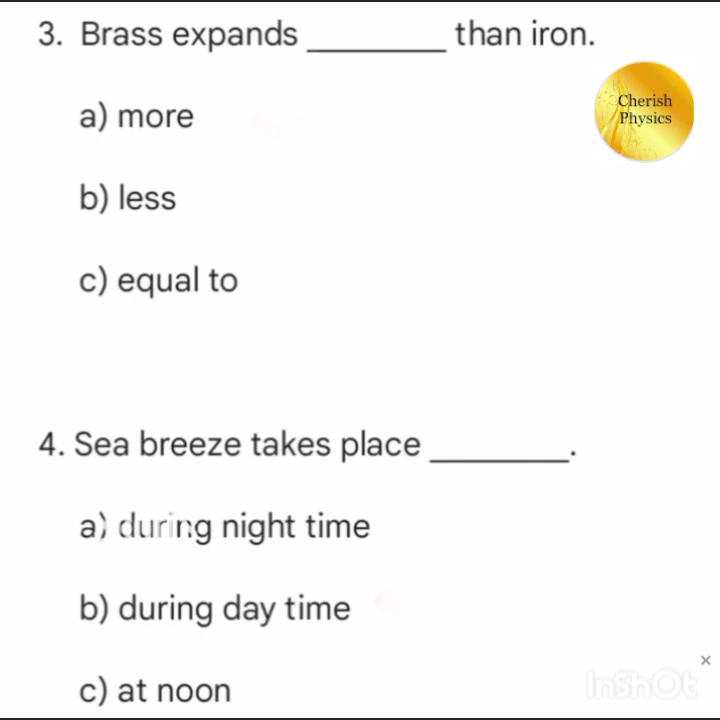 3. Brass expands ________ than iron.
Cherish
Physics
a) more
b) less
c) equal to
4. Sea breeze takes place ________.
a) during night time
b) during day time
c) at noon
InShOt